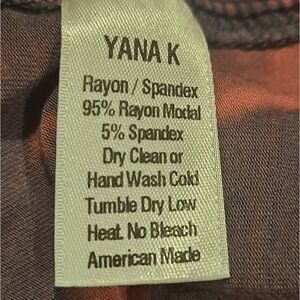 YANA K
Rayon / Spandex
95% Rayon Modal
5% Spandex
Dry Clean or
Hand Wash Cold
Tumble Dry Low
Heat. No Bleach
American Made